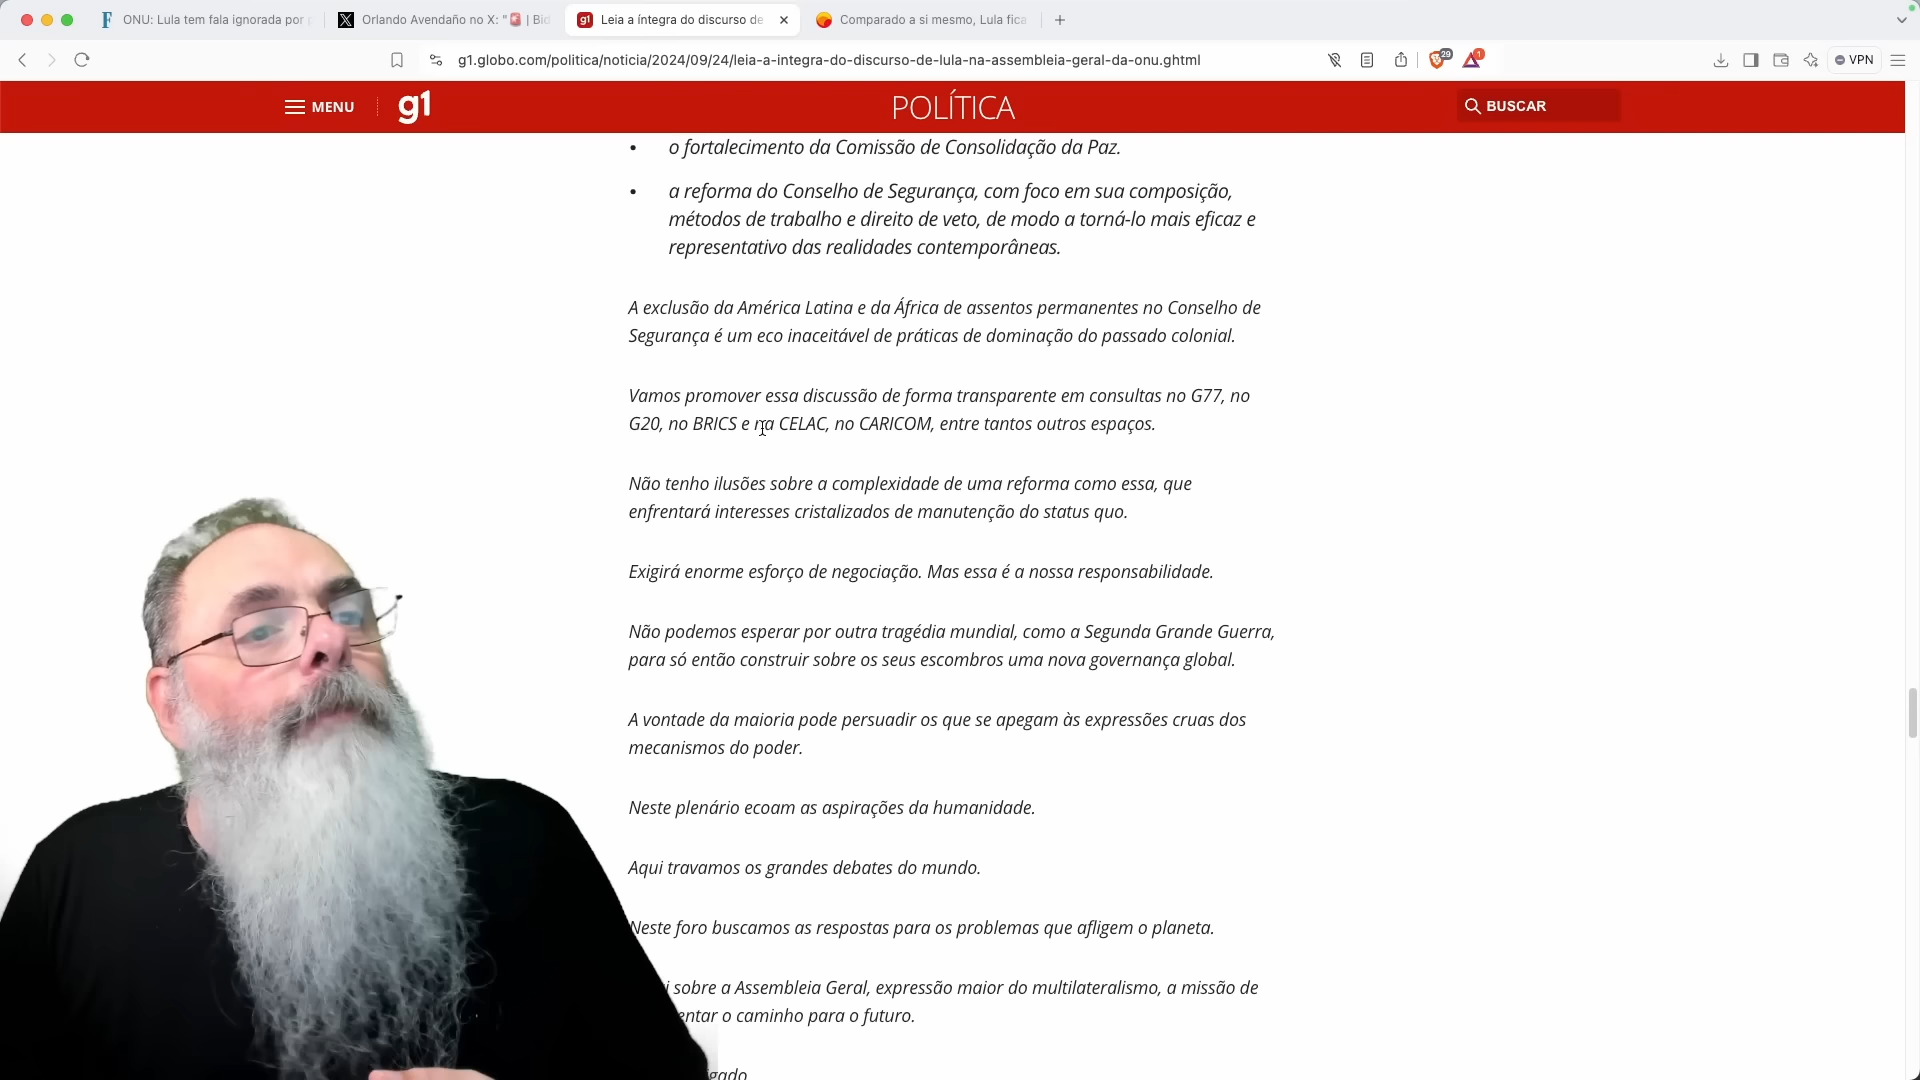 ONU: Lula tem fala ignorada por
Orlando Avendaño no X: "🚨 | Bid
g1 Leia a íntegra do discurso de
Comparado a si mesmo, Lula fica
g1.globo.com/politica/noticia/2024/09/24/leia-a-integra-do-discurso-de-lula-na-assembleia-geral-da-onu.ghtml
29
1
VPN
MENU
g1
POLÍTICA
BUSCAR
• o fortalecimento da Comissão de Consolidação da Paz.
• a reforma do Conselho de Segurança, com foco em sua composição,
métodos de trabalho e direito de veto, de modo a torná-lo mais eficaz e
representativo das realidades contemporâneas.
A exclusão da América Latina e da África de assentos permanentes no Conselho de
Segurança é um eco inaceitável de práticas de dominação do passado colonial.
Vamos promover essa discussão de forma transparente em consultas no G77, no
G20, no BRICS e na CELAC, no CARICOM, entre tantos outros espaços.
Não tenho ilusões sobre a complexidade de uma reforma como essa, que
enfrentará interesses cristalizados de manutenção do status quo.
Exigirá enorme esforço de negociação. Mas essa é a nossa responsabilidade.
Não podemos esperar por outra tragédia mundial, como a Segunda Grande Guerra,
para só então construir sobre os seus escombros uma nova governança global.
A vontade da maioria pode persuadir os que se apegam às expressões cruas dos
mecanismos do poder.
Neste plenário ecoam as aspirações da humanidade.
Aqui travamos os grandes debates do mundo.
Neste foro buscamos as respostas para os problemas que afligem o planeta.
sobre a Assembleia Geral, expressão maior do multilateralismo, a missão de
o caminho para o futuro.